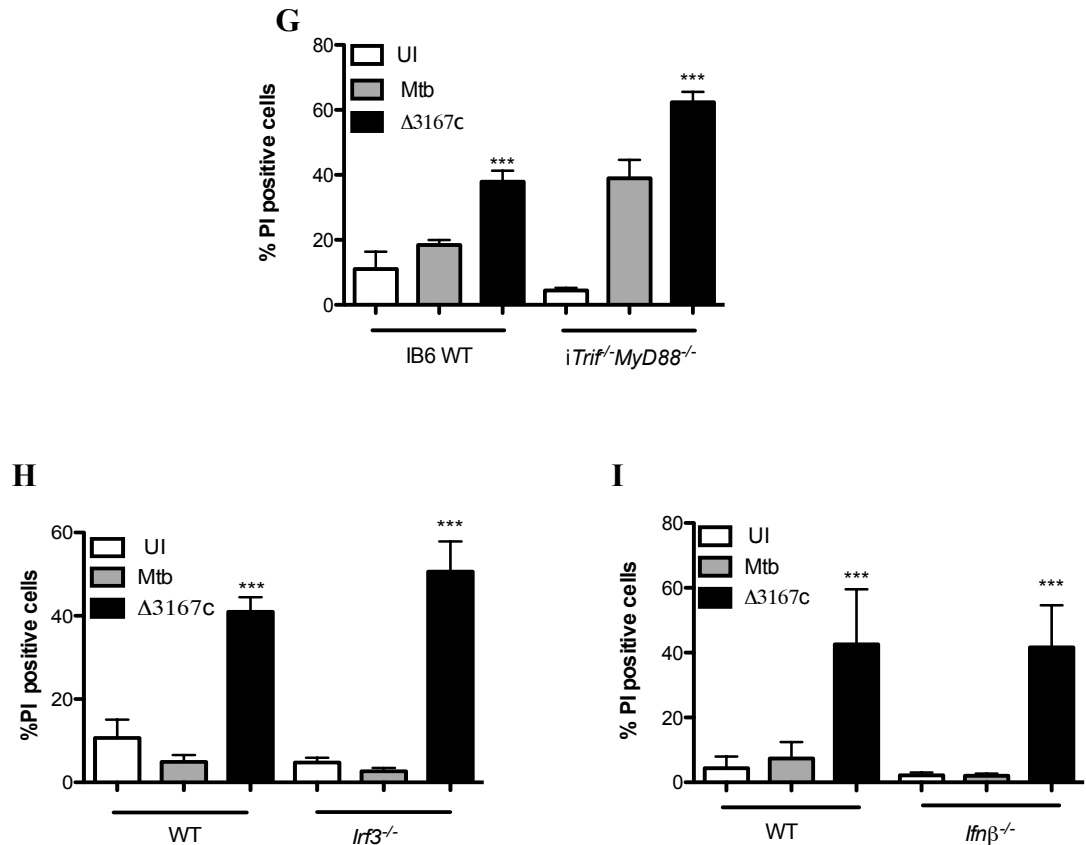 G
80
60
40
20
0
% PI positive cells
UI
Mtb
Δ3167c
***
***
IB6 WT
iTrif-/-MyD88-/-
H
60
40
20
0
%PI positive cells
UI
Mtb
Δ3167c
***
***
WT
Irf3-/-
I
80
60
40
20
0
% PI positive cells
UI
Mtb
Δ3167c
***
***
WT
Ifnβ-/-